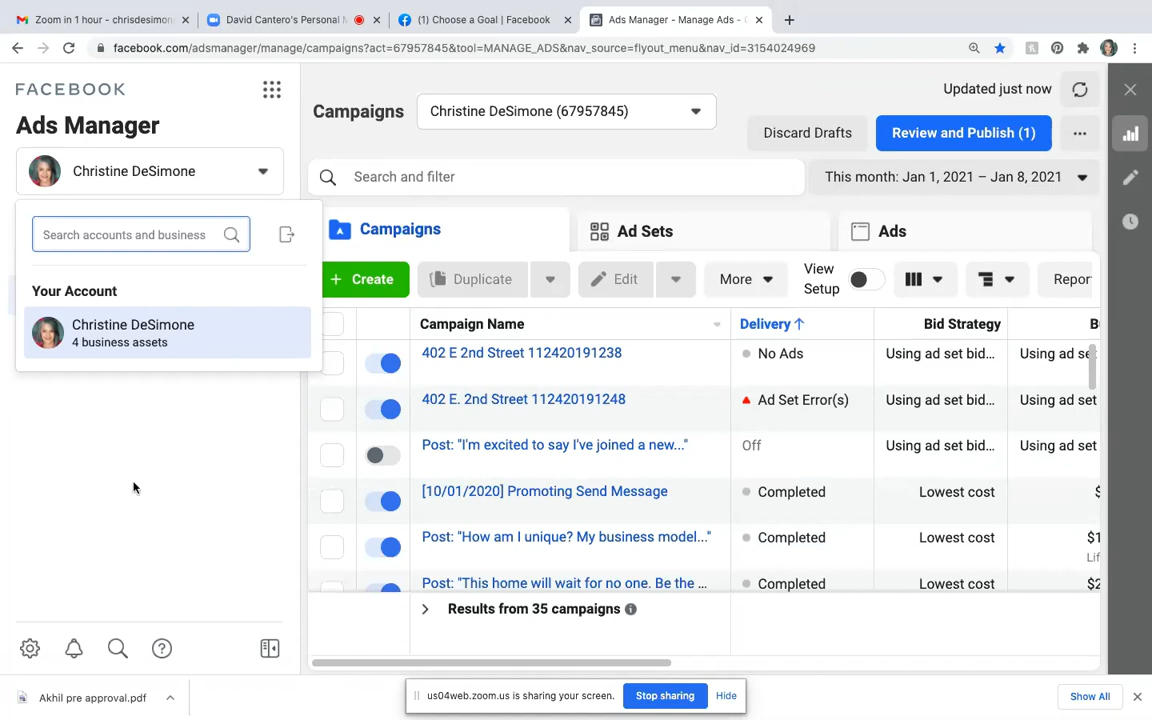 Zoom in 1 hour - chrisdesimon
David Cantero's Personal M
(1) Choose a Goal | Facebook
Ads Manager - Manage Ads - C
facebook.com/adsmanager/manage/campaigns?act=67957845&tool=MANAGE_ADS&nav_source=flyout_menu&nav_id=3154024969
FACEBOOK
Ads Manager
Christine DeSimone
Search accounts and business
Your Account
Christine DeSimone
4 business assets
Campaigns
Christine DeSimone (67957845)
Updated just now
Discard Drafts
Review and Publish (1)
Search and filter
This month: Jan 1, 2021 – Jan 8, 2021
Campaigns
Ad Sets
Ads
+ Create
Duplicate
Edit
More
View
Setup
Repor
Campaign Name
Delivery↑
Bid Strategy
B
402 E 2nd Street 112420191238
No Ads
Using ad set bid...
Using ad se
402 E. 2nd Street 112420191248
Ad Set Error(s)
Using ad set bid...
Using ad set
Post: "I'm excited to say I've joined a new..."
Off
Using ad set bid...
Using ad set
[10/01/2020] Promoting Send Message
Completed
Lowest cost
$
Post: "How am I unique? My business model..."
Completed
Lowest cost
$1
Lif
Post: "This home will wait for no one. Be the ...
Completed
Lowest cost
$2
Results from 35 campaigns
Akhil pre approval.pdf
us04web.zoom.us is sharing your screen.
Stop sharing
Hide
Show All